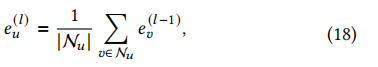 e_u^{(l)} = \frac{1}{|\mathcal{N}_u|} \sum_{v \in \mathcal{N}_u} e_v^{(l-1)}, (18)